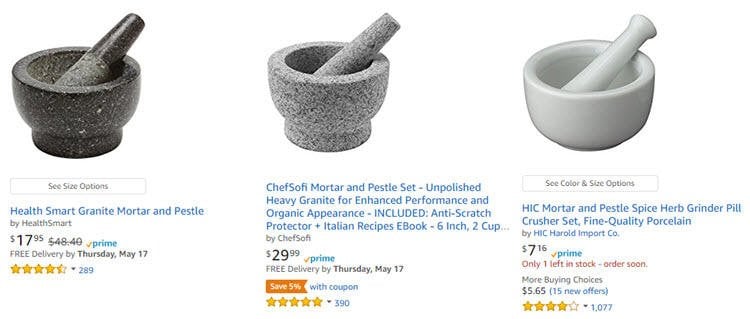 See Size Options
Health Smart Granite Mortar and Pestle
by HealthSmart
$17 95 $48.40 prime
FREE Delivery by Thursday, May 17
289
ChefSofi Mortar and Pestle Set - Unpolished
Heavy Granite for Enhanced Performance and
Organic Appearance - INCLUDED: Anti-Scratch
Protector + Italian Recipes EBook - 6 Inch, 2 Cup...
by ChefSofi
$29 99 prime
FREE Delivery by Thursday, May 17
Save 5% with coupon
390
See Color & Size Options
HIC Mortar and Pestle Spice Herb Grinder Pill
Crusher Set, Fine-Quality Porcelain
by HIC Harold Import Co.
$7 16 prime
Only 1 left in stock - order soon.
More Buying Choices
$5.65 (15 new offers)
1,077